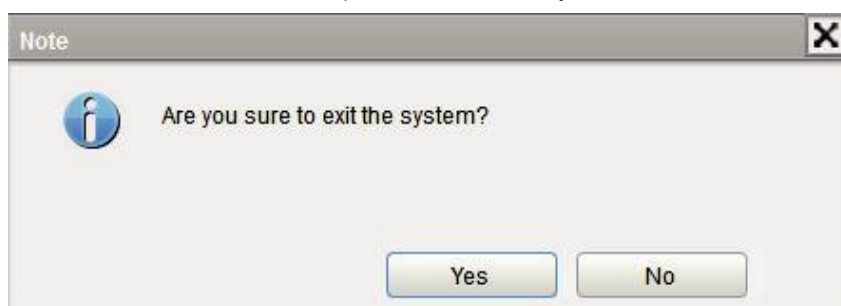 Note
Are you sure to exit the system?
Yes No